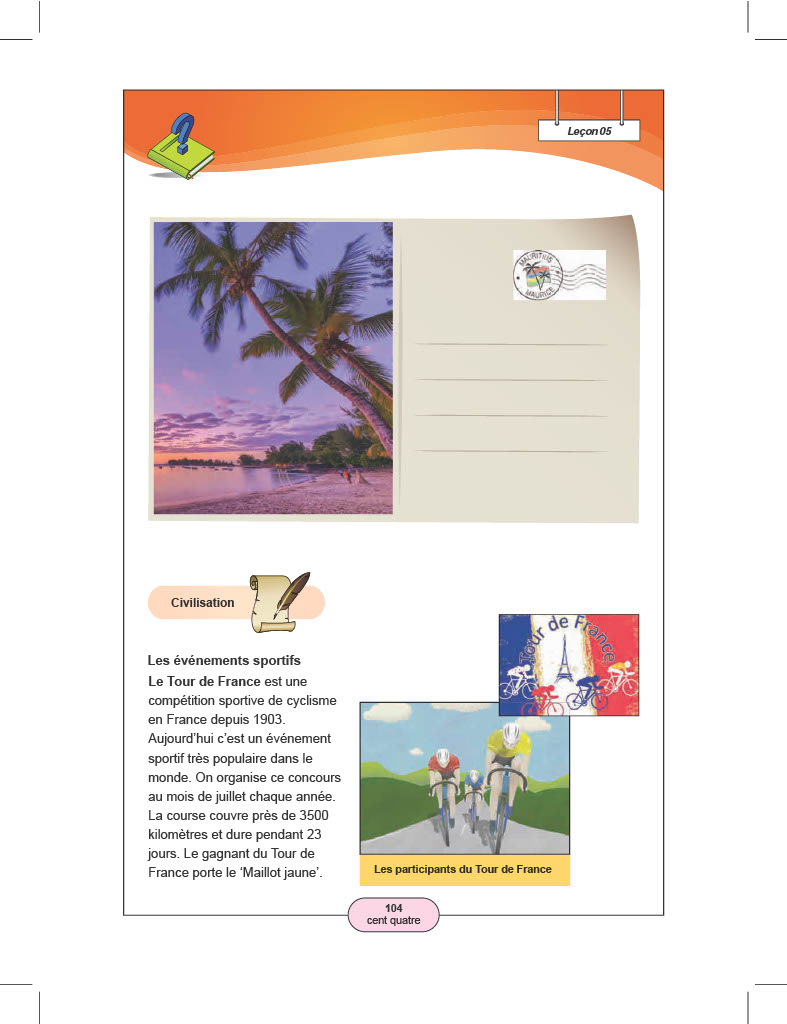 Leçon 05
MAURITIUS
MAURICE
Civilisation
Les événements sportifs
Le Tour de France est une
compétition sportive de cyclisme
en France depuis 1903.
Aujourd’hui c’est un événement
sportif très populaire dans le
monde. On organise ce concours
au mois de juillet chaque année.
La course couvre près de 3500
kilomètres et dure pendant 23
jours. Le gagnant du Tour de
France porte le ‘Maillot jaune’.
Tour de France
Les participants du Tour de France
104
cent quatre